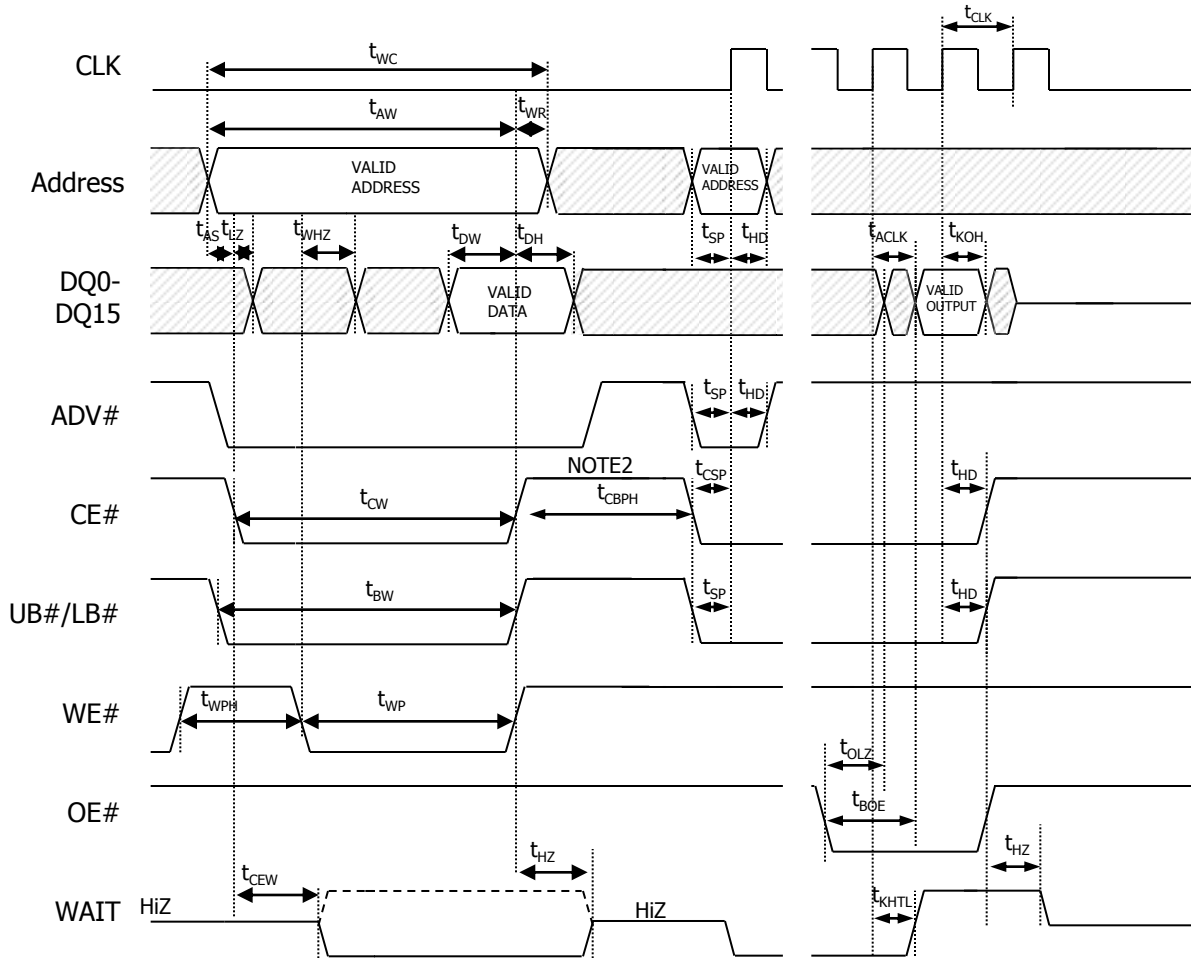 tCLK
CLK
tWC
tAW
tWR
Address
VALID
ADDRESS
VALID
ADDRESS
tAS
tLZ
tWHZ
tDW
tDH
tSP
tHD
tACLK
tKOH
DQ0-
DQ15
VALID
DATA
VALID
OUTPUT
ADV#
tSP
tHD
NOTE2
CE#
tCW
tCBPH
tCSP
tHD
UB#/LB#
tBW
tSP
tHD
WE#
tWPH
tWP
OE#
tOLZ
tBOE
tCEW
tHZ
tHZ
WAIT
HiZ
HiZ
tKHTL